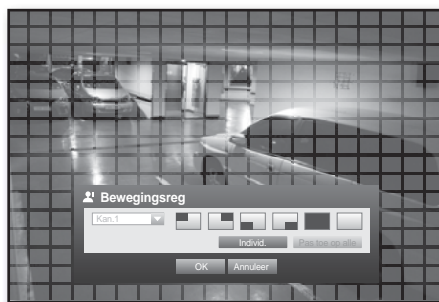 Bewegingsreg
Kan.1
Individ. Pas toe op alle
OK Annuleer